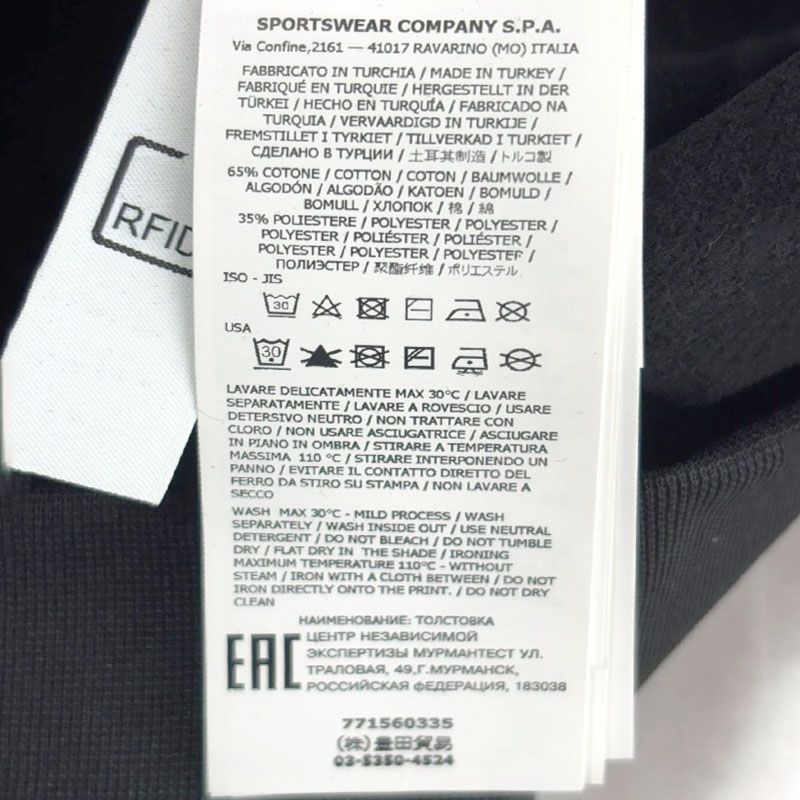 SPORTSWEAR COMPANY S.P.A.
Via Confine,2161 — 41017 RAVARINO (MO) ITALIA
FABBRICATO IN TURCHIA / MADE IN TURKEY /
FABRIQUÉ EN TURQUIE / HERGESTELLT IN DER
TÜRKEI / HECHO EN TURQUÍA / FABRICADO NA
TURQUIA / VERVAARDIGD IN TURKIJE /
FREMSTILLET I TYRKIET / TILLVERKAD I TURKIET /
СДЕЛАНО В ТУРЦИИ / 土耳其制造 / トルコ製
65% COTONE / COTTON / COTON / BAUMWOLLE /
ALGODÓN / ALGODÃO / KATOEN / BOMULD /
BOMULL / ХЛОПОК / 棉 / 綿
35% POLIESTERE / POLYESTER / POLYESTER /
POLYESTER / POLIÉSTER / POLIÉSTER /
POLYESTER / POLYESTER / POLYESTER /
ПОЛИЭСТЕР / 聚酯纤维 / ポリエステル
ISO - JIS
30
USA
30
LAVARE DELICATAMENTE MAX 30°C / LAVARE
SEPARATAMENTE / LAVARE A ROVESCIO / USARE
DETERSIVO NEUTRO / NON TRATTARE CON
CLORO / NON USARE ASCIUGATRICE / ASCIUGARE
IN PIANO IN OMBRA / STIRARE A TEMPERATURA
MASSIMA 110 °C / STIRARE INTERPONENDO UN
PANNO / EVITARE IL CONTATTO DIRETTO DEL
FERRO DA STIRO SU STAMPA / NON LAVARE A
SECCO
WASH MAX 30°C - MILD PROCESS / WASH
SEPARATELY / WASH INSIDE OUT / USE NEUTRAL
DETERGENT / DO NOT BLEACH / DO NOT TUMBLE
DRY / FLAT DRY IN THE SHADE / IRONING
MAXIMUM TEMPERATURE 110°C - WITHOUT
STEAM / IRON WITH A CLOTH BETWEEN / DO NOT
IRON DIRECTLY ONTO THE PRINT. / DO NOT DRY
CLEAN
НАИМЕНОВАНИЕ: ТОЛСТОВКА
EAC
ЦЕНТР НЕЗАВИСИМОЙ
ЭКСПЕРТИЗЫ МУРМАНТЕСТ УЛ.
ТРАЛОВАЯ, 49,Г.МУРМАНСК,
РОССИЙСКАЯ ФЕДЕРАЦИЯ, 183038
771560335
(株)豊田貿易
03-5350-4524
RFID